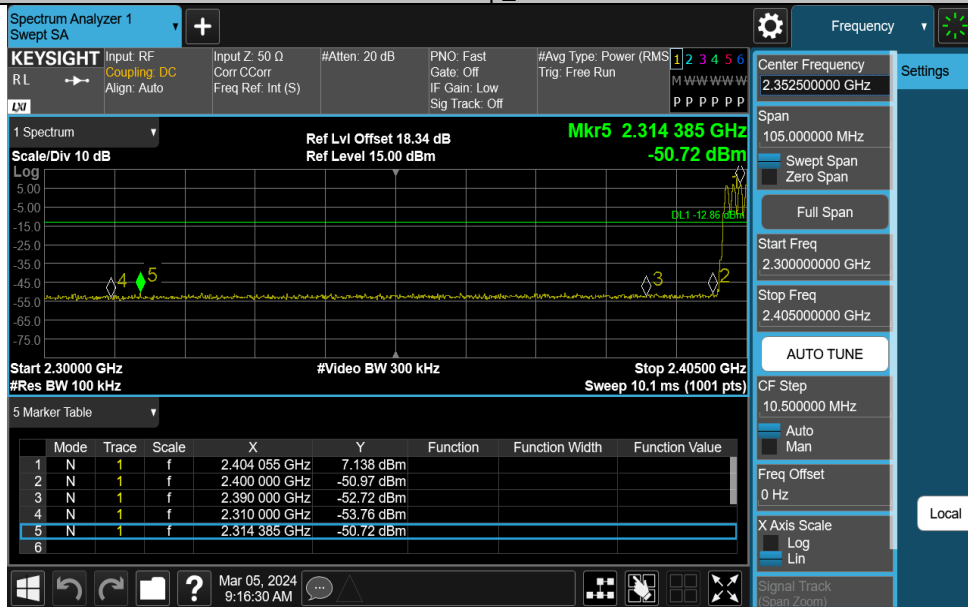 Spectrum Analyzer 1
Swept SA
+
Frequency
KEYSIGHT
RL
LXI
Input: RF
Coupling: DC
Align: Auto
Input Z: 50 Ω
Corr CCorr
Freq Ref: Int (S)
#Atten: 20 dB
PNO: Fast
Gate: Off
IF Gain: Low
Sig Track: Off
#Avg Type: Power (RMS
Trig: Free Run
1 2 3 4 5 6
M W W W W W
P P P P P P
Center Frequency
2.352500000 GHz
Settings
1 Spectrum
Scale/Div 10 dB
Log
Ref Lvl Offset 18.34 dB
Ref Level 15.00 dBm
Mkr5 2.314 385 GHz
-50.72 dBm
5.00
-5.00
-15.0
-25.0
-35.0
-45.0
-55.0
-65.0
-75.0
DL1 -12.86 dBm
4
5
3
2
Start 2.30000 GHz
#Res BW 100 kHz
#Video BW 300 kHz
Stop 2.40500 GHz
Sweep 10.1 ms (1001 pts)
Span
105.000000 MHz
Swept Span
Zero Span
Full Span
Start Freq
2.300000000 GHz
Stop Freq
2.405000000 GHz
AUTO TUNE
CF Step
10.500000 MHz
Auto
Man
Freq Offset
0 Hz
X Axis Scale
Log
Lin
Signal Track
(Span Zoom)
Local
5 Marker Table
Mode Trace Scale X Y Function Function Width Function Value
1 N 1 f 2.404 055 GHz 7.138 dBm
2 N 1 f 2.400 000 GHz -50.97 dBm
3 N 1 f 2.390 000 GHz -52.72 dBm
4 N 1 f 2.310 000 GHz -53.76 dBm
5 N 1 f 2.314 385 GHz -50.72 dBm
6
?
Mar 05, 2024
9:16:30 AM